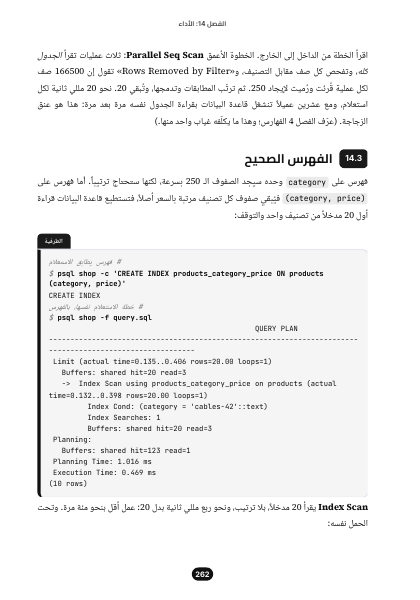 الفصل 14: الأداء
اقرأ الخطة من الداخل إلى الخارج. الخطوة الأعمق Parallel Seq Scan: ثلاث عمليات تقرأ الجدول
كله، وتفحص كل صف مقابل التصنيف، و«Rows Removed by Filter» تقول إن 166500 صف
لكل عملية قُرئت ورُميت لإيجاد 250. ثم ترتّب المطابقات وتدمجها، وتُبقي 20. نحو 20 مللي ثانية لكل
استعلام، ومع عشرين عميلاً تنشغل قاعدة البيانات بقراءة الجدول نفسه مرة بعد مرة: هذا هو عنق
الزجاجة. (عرّف الفصل 4 الفهارس؛ وهذا ما يكلّفه غياب واحد منها.)
14.3 الفهرس الصحيح
فهرس على category وحده سيجد الصفوف الـ 250 بسرعة، لكنها ستحتاج ترتيباً. أما فهرس على
(category, price) فيُبقي صفوف كل تصنيف مرتبة بالسعر أصلاً، فتستطيع قاعدة البيانات قراءة
أول 20 مدخلاً من تصنيف واحد والتوقف:
الطرفية
# فهرس يطابق الاستعلام
$ psql shop -c 'CREATE INDEX products_category_price ON products
(category, price)'
CREATE INDEX
# خطة الاستعلام نفسها، بالفهرس
$ psql shop -f query.sql
QUERY PLAN
--------------------------------------------------------------------
--------------------------------
Limit (actual time=0.135..0.406 rows=20.00 loops=1)
Buffers: shared hit=20 read=3
-> Index Scan using products_category_price on products (actual
time=0.132..0.398 rows=20.00 loops=1)
Index Cond: (category = 'cables-42'::text)
Index Searches: 1
Buffers: shared hit=20 read=3
Planning:
Buffers: shared hit=123 read=1
Planning Time: 1.016 ms
Execution Time: 0.469 ms
(10 rows)
Index Scan يقرأ 20 مدخلاً، بلا ترتيب، ونحو ربع مللي ثانية بدل 20: عمل أقل بنحو مئة مرة. وتحت
الحمل نفسه:
262